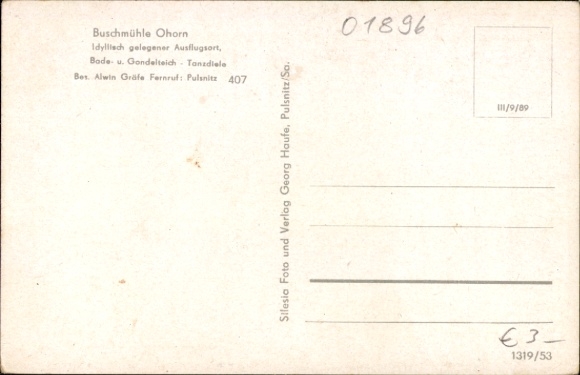 Buschmühle Ohorn
Idyllisch gelegener Ausflugsort,
Bade- u. Gondelteich - Tanzdiele
Bes. Alwin Gräfe Fernruf: Pulsnitz 407
01896
III/9/89
Sifesio Foto und Verlag Georg Haufe, Pulsnitz/Sa.
€ 3-
1319/53